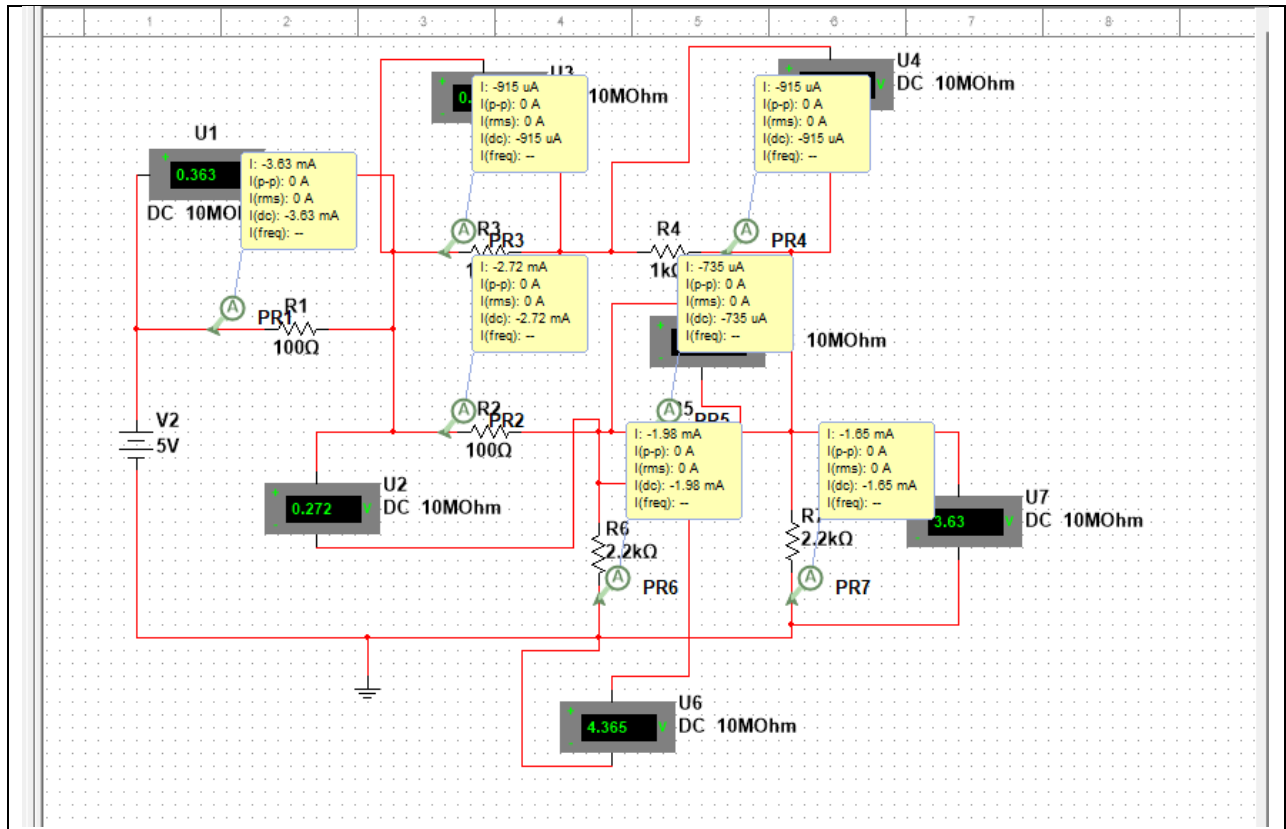 1 2 3 4 5 6 7 8
U3
U4
DC 10MOhm
10MOhm
0.
I: -915 uA
I(p-p): 0 A
I(rms): 0 A
I(dc): -915 uA
I(freq): --
I: -915 uA
I(p-p): 0 A
I(rms): 0 A
I(dc): -915 uA
I(freq): --
V
U1
0.363
DC 10MO
I: -3.63 mA
I(p-p): 0 A
I(rms): 0 A
I(dc): -3.63 mA
I(freq): --
A
A
R3
PR3
R4
1kΩ
PR4
1
I: -2.72 mA
I(p-p): 0 A
I(rms): 0 A
I(dc): -2.72 mA
I(freq): --
I: -735 uA
I(p-p): 0 A
I(rms): 0 A
I(dc): -735 uA
I(freq): --
A
PR1
R1
100Ω
10MOhm
V2
5V
A
R2
PR2
100Ω
A
5
PR5
I: -1.98 mA
I(p-p): 0 A
I(rms): 0 A
I(dc): -1.98 mA
I(freq): --
I: -1.65 mA
I(p-p): 0 A
I(rms): 0 A
I(dc): -1.65 mA
I(freq): --
U2
0.272 V
DC 10MOhm
U7
3.63 V
DC 10MOhm
R6
2.2kΩ
A
PR6
2.2kΩ
A
PR7
U6
4.365 V
DC 10MOhm